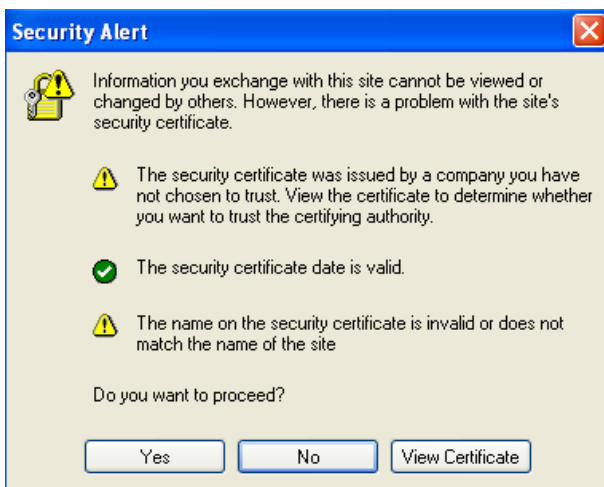 Security Alert
Information you exchange with this site cannot be viewed or
changed by others. However, there is a problem with the site's
security certificate.
The security certificate was issued by a company you have
not chosen to trust. View the certificate to determine whether
you want to trust the certifying authority.
The security certificate date is valid.
The name on the security certificate is invalid or does not
match the name of the site
Do you want to proceed?
Yes
No
View Certificate